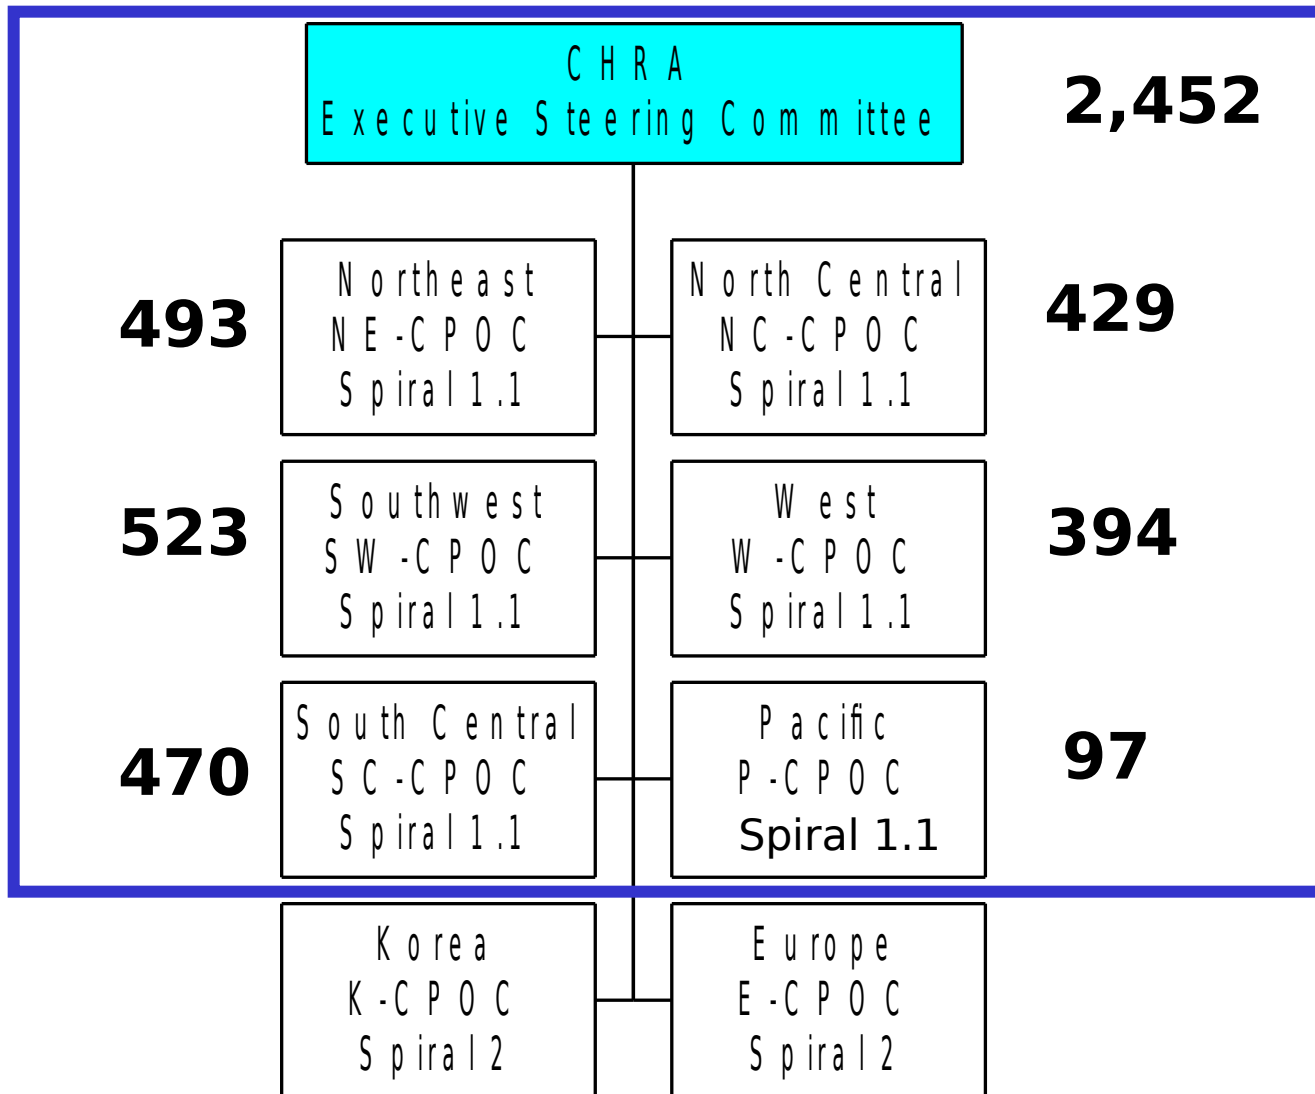 CHRA
Executive Steering Committee
2,452
493
Northeast
NE-CPOC
Spiral 1.1
North Central
NC-CPOC
Spiral 1.1
429
523
Southwest
SW-CPOC
Spiral 1.1
West
W-CPOC
Spiral 1.1
394
470
South Central
SC-CPOC
Spiral 1.1
Pacific
P-CPOC
Spiral 1.1
97
Korea
K-CPOC
Spiral 2
Europe
E-CPOC
Spiral 2